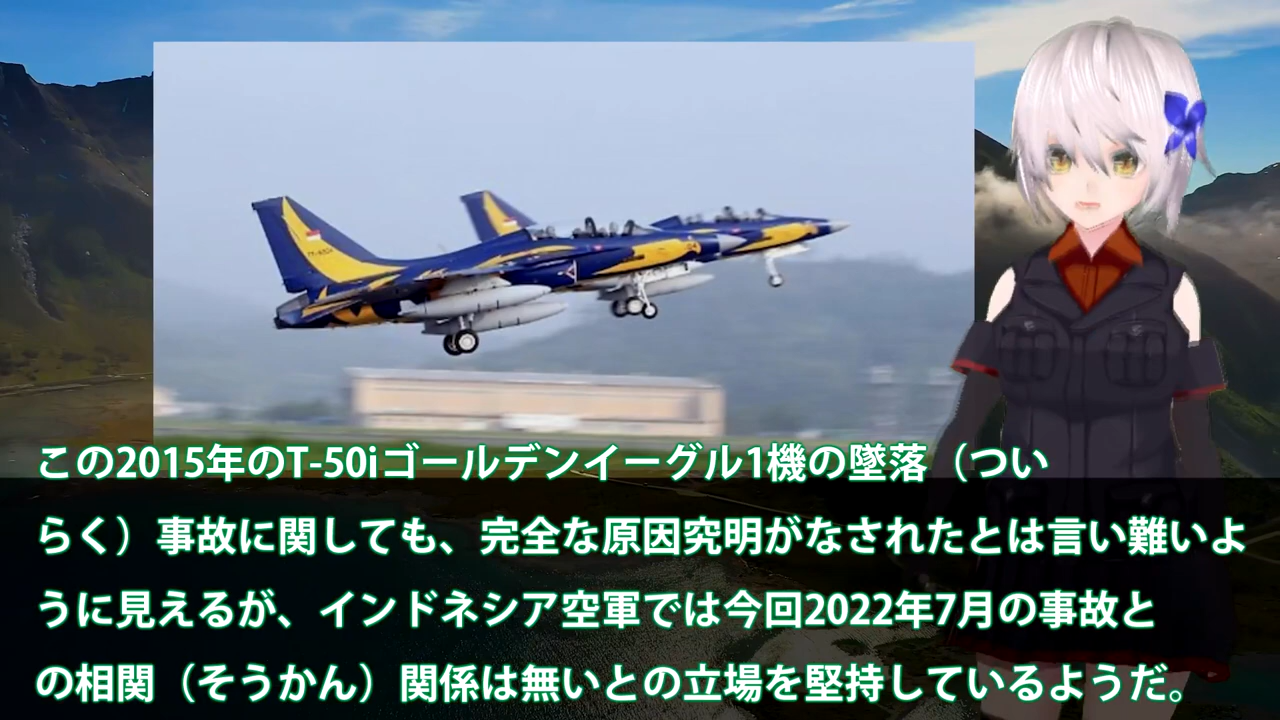 この2015年のT-50iゴールデンイーグル1機の墜落（つい
らく）事故に関しても、完全な原因究明がなされたとは言い難いよ
うに見えるが、インドネシア空軍では今回2022年7月の事故と
の相関（そうかん）関係は無いとの立場を堅持しているようだ。